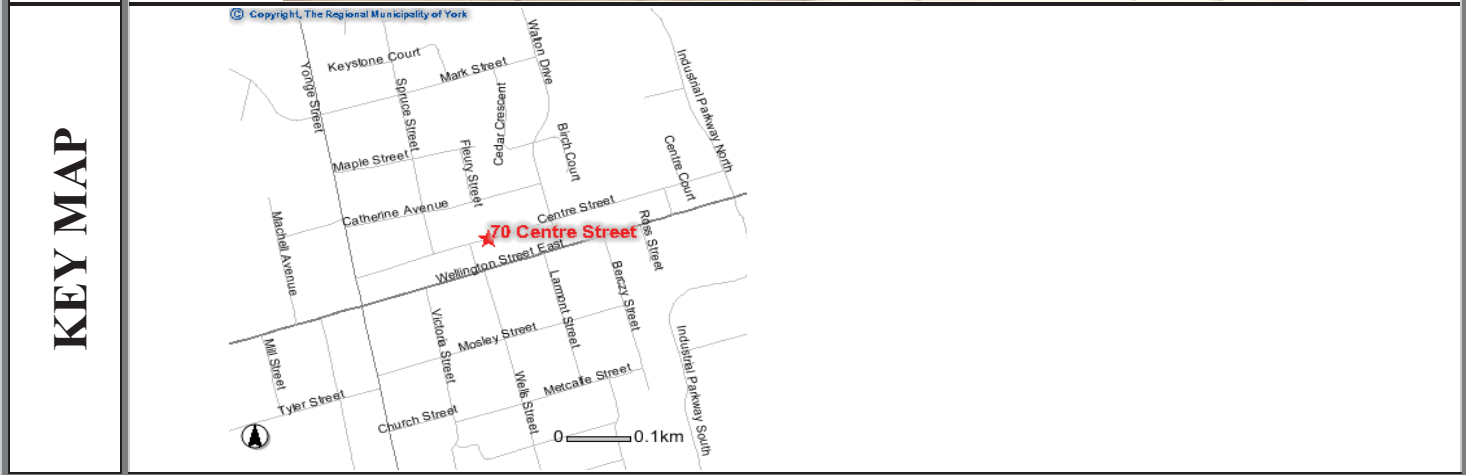 KEY MAP
© Copyright, The Regional Municipality of York
Walton Drive
Keystone Court
Mark Street
Industrial Parkway North
Yonge Street
Spruce Street
Cedar Crescent
Birch Court
Maple Street
Fleury Street
Centre Court
Catherine Avenue
Centre Street
Machell Avenue
70 Centre Street
Ross Street
Wellington Street East
Larmont Street
Berczy Street
Victoria Street
Mosley Street
Industrial Parkway South
Mill Street
Wells Street
Metcalfe Street
Tyler Street
Church Street
0 0.1km